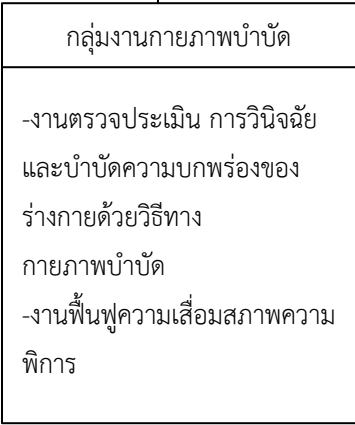 กลุ่มงานกายภาพบำบัด
-งานตรวจประเมิน การวินิจฉัย
และบำบัดความบกพร่องของ
ร่างกายด้วยวิธีทาง
กายภาพบำบัด
-งานฟื้นฟูความเสื่อมสภาพความ
พิการ